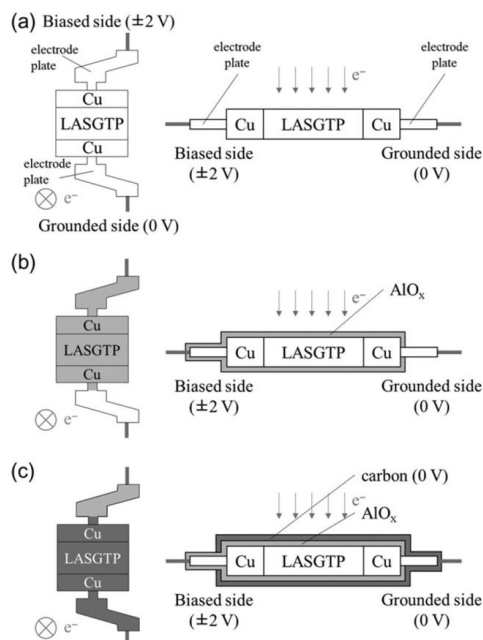 (a)
Biased side (±2 V)
electrode
plate
Cu
LASGTP
Cu
electrode
plate
e⁻
Grounded side (0 V)
electrode
plate
e⁻
electrode
plate
Cu
LASGTP
Cu
Biased side
(±2 V)
Grounded side
(0 V)
(b)
Cu
LASGTP
Cu
e⁻
AlOₓ
e⁻
Cu
LASGTP
Cu
Biased side
(±2 V)
Grounded side
(0 V)
(c)
Cu
LASGTP
Cu
e⁻
carbon (0 V)
e⁻
AlOₓ
Cu
LASGTP
Cu
Biased side
(±2 V)
Grounded side
(0 V)